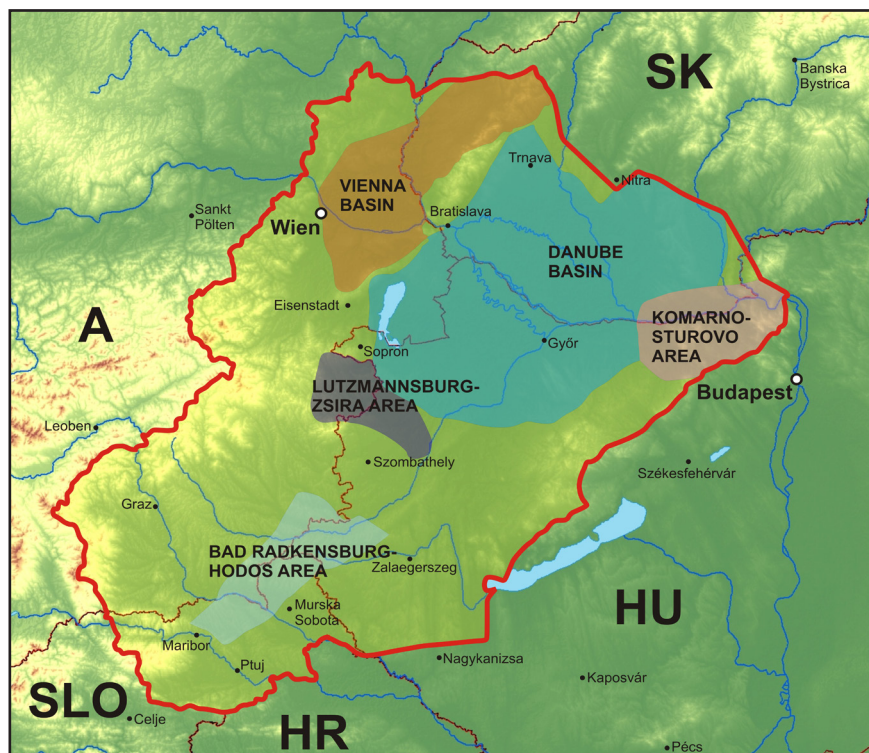 SK
Banska
Bystrica
Trnava
Nitra
VIENNA
BASIN
Sankt
Pölten
Wien
Bratislava
DANUBE
BASIN
Eisenstadt
A
KOMARNO-
STUROVO
AREA
Sopron
Győr
LUTZMANNSBURG-
ZSIRA AREA
Budapest
Leoben
Szombathely
Székesfehérvár
Graz
BAD RADKENSBURG-
HODOS AREA
Zalaegerszeg
Murska
Sobota
HU
Maribor
Ptuj
Nagykanizsa
Kaposvár
SLO
Celje
HR
Pécs